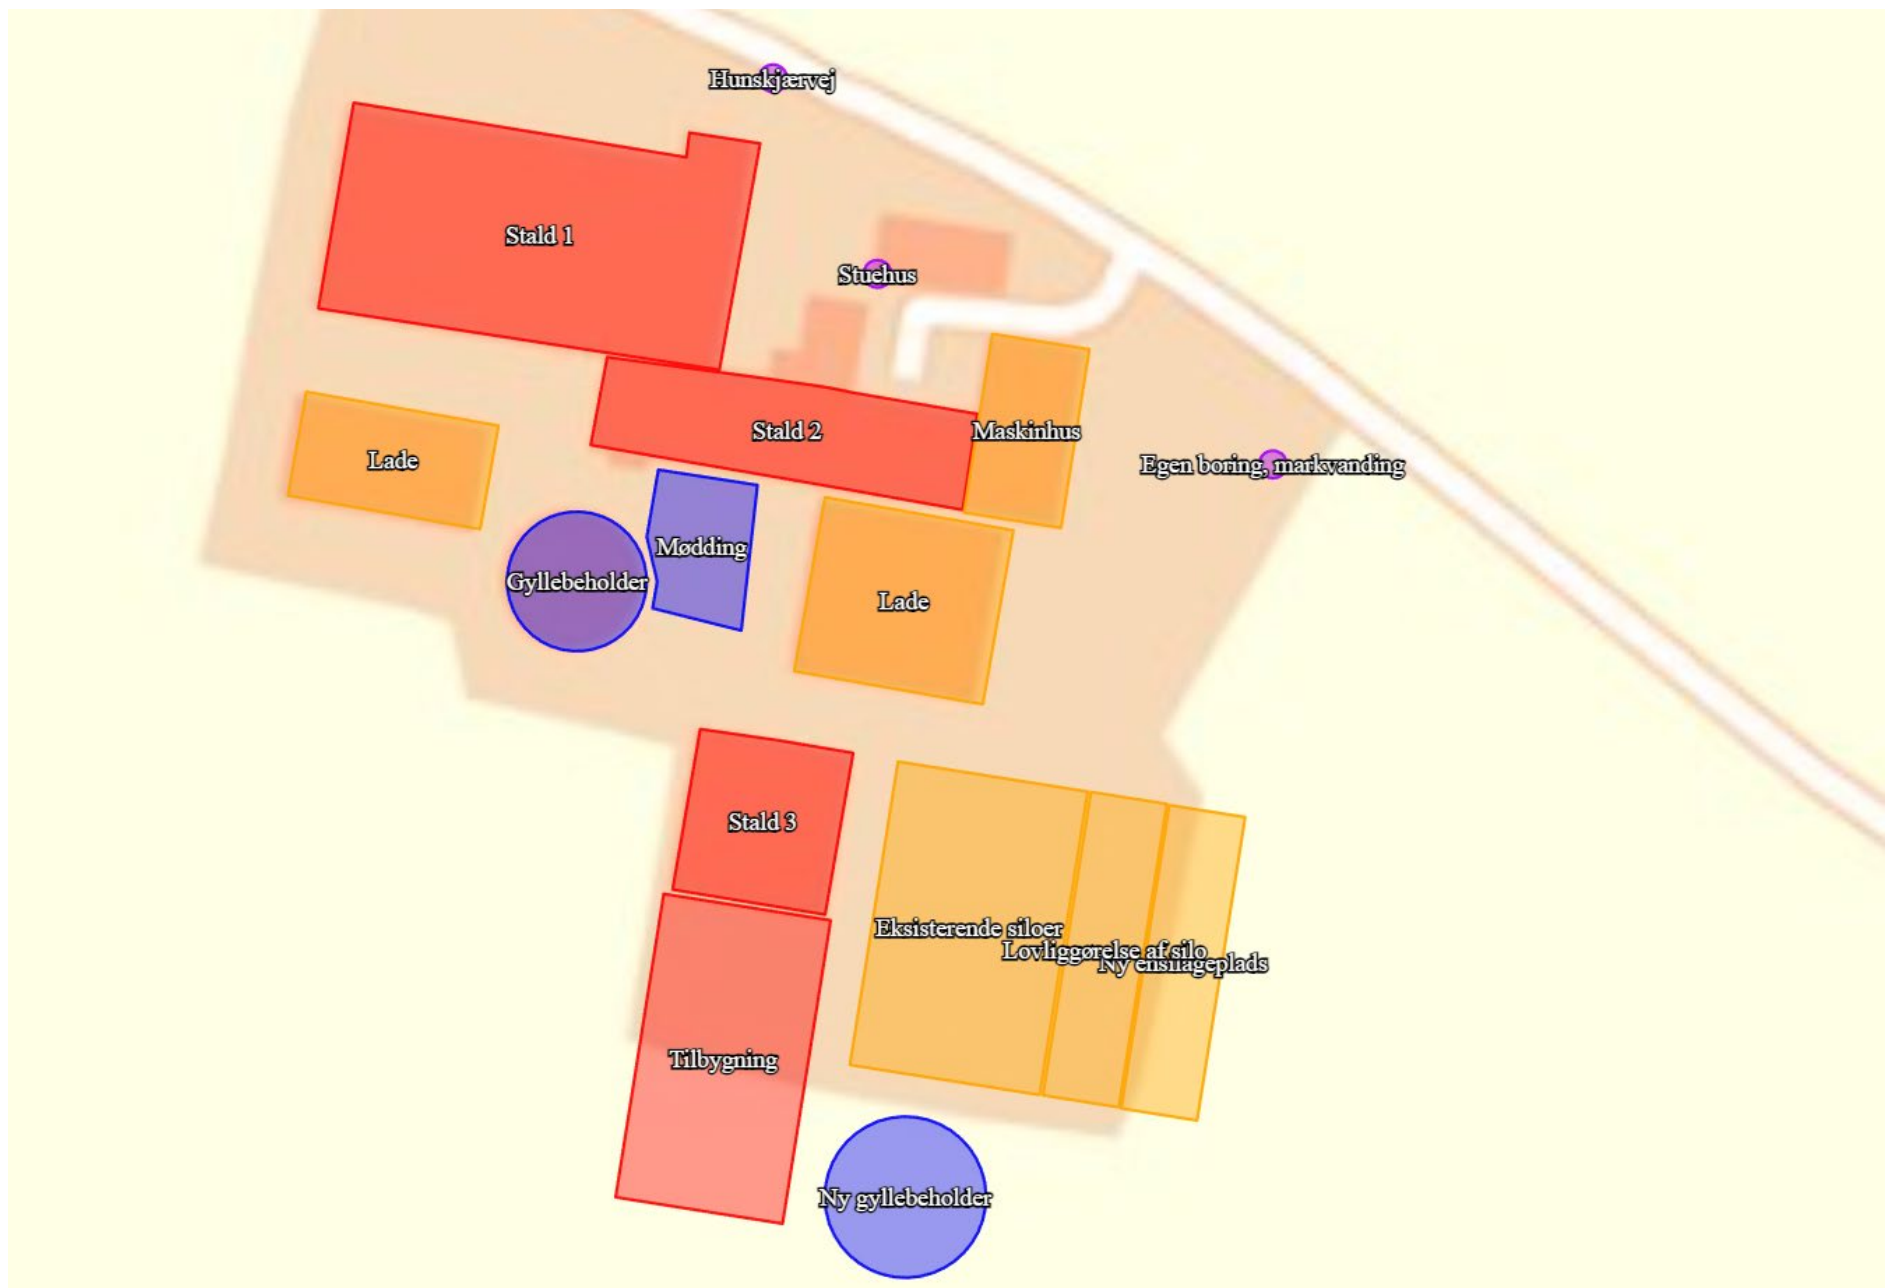 Hunskjærvej
Stald 1
Stuehus
Stald 2
Maskinhus
Lade
Egen boring, markvanding
Mødding
Gyllebeholder
Lade
Stald 3
Eksisterende siloer
Lovliggørelse af silo
Ny ensilageplads
Tilbygning
Ny gyllebeholder